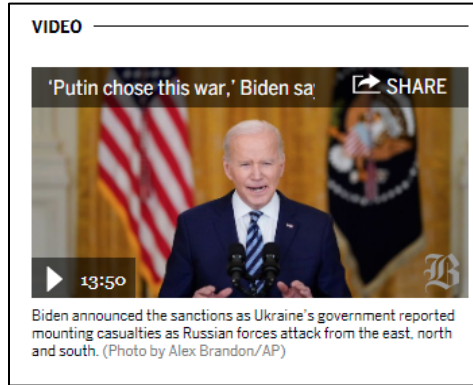 VIDEO
‘Putin chose this war,’ Biden say
SHARE
13:50
B
Biden announced the sanctions as Ukraine’s government reported
mounting casualties as Russian forces attack from the east, north
and south. (Photo by Alex Brandon/AP)